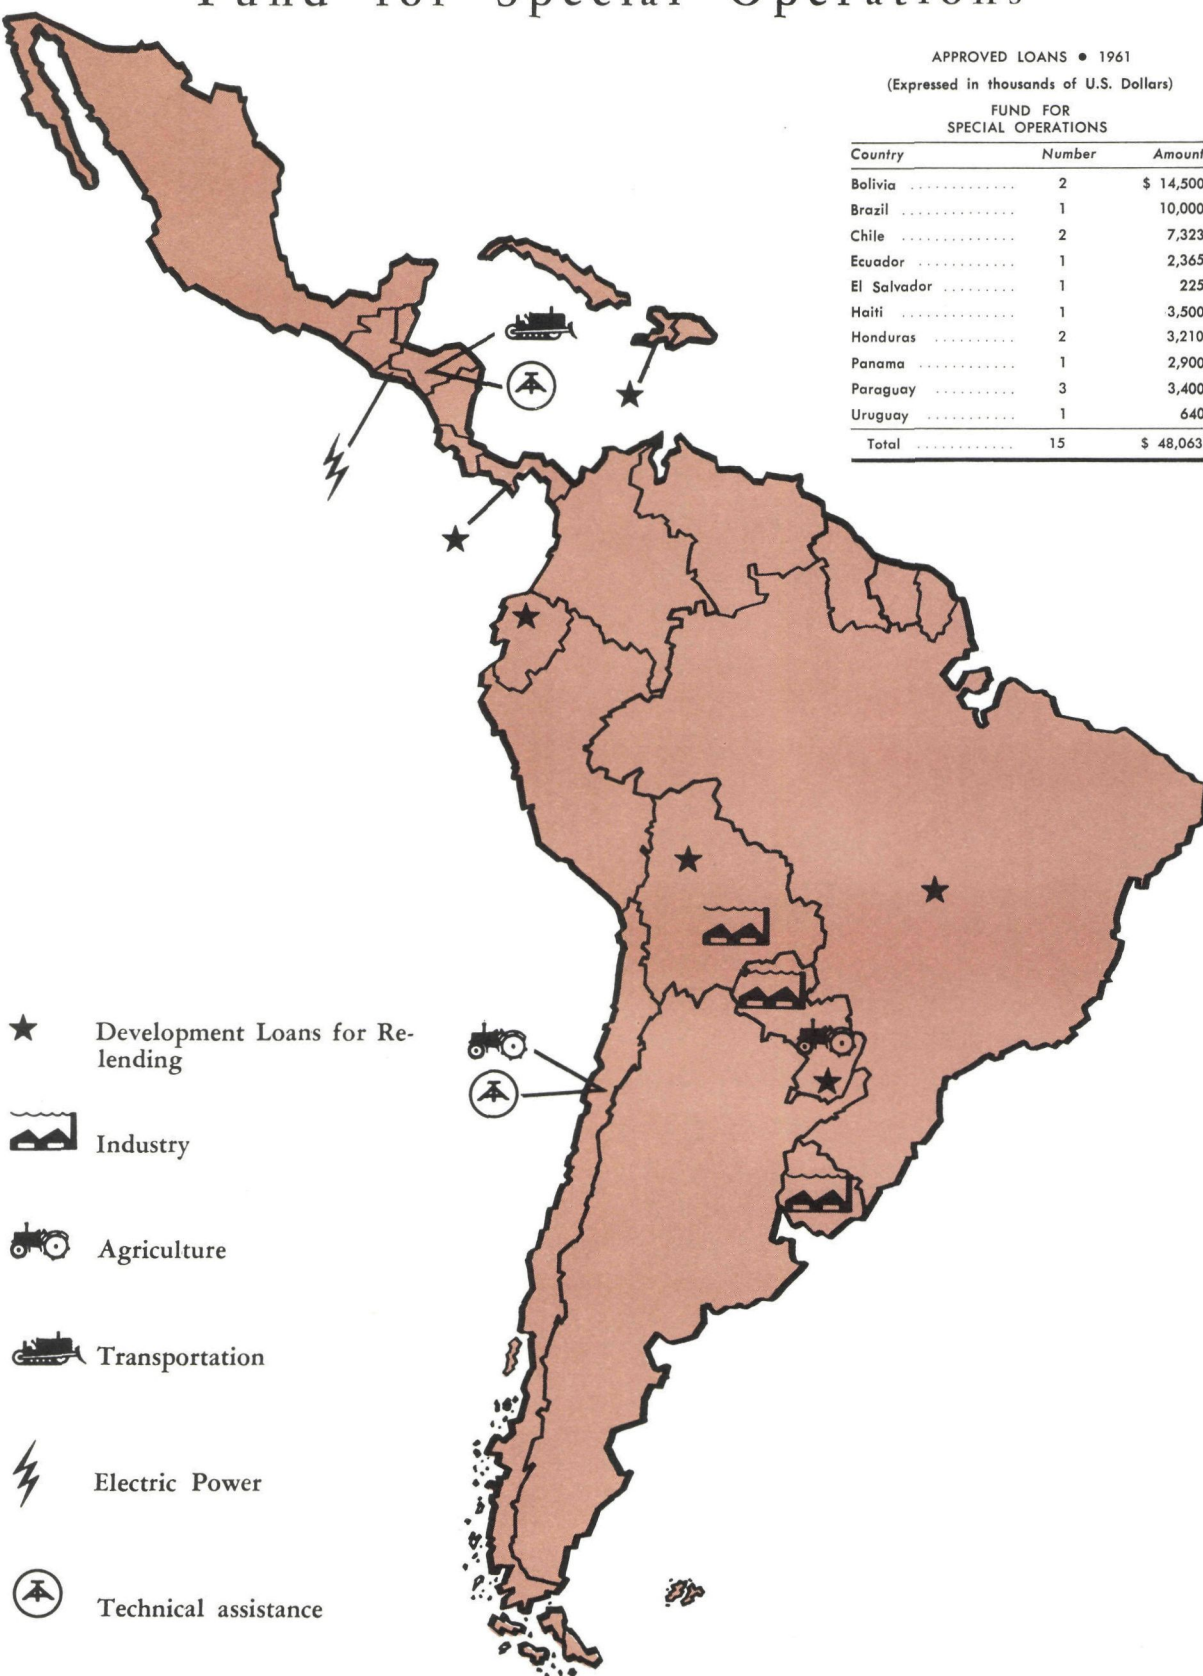 Fund for Special Operations
APPROVED LOANS • 1961
(Expressed in thousands of U.S. Dollars)
FUND FOR
SPECIAL OPERATIONS
Country Number Amount
Bolivia ............. 2 $ 14,500
Brazil .............. 1 10,000
Chile .............. 2 7,323
Ecuador ............ 1 2,365
El Salvador ......... 1 225
Haiti .............. 1 3,500
Honduras .......... 2 3,210
Panama ............ 1 2,900
Paraguay .......... 3 3,400
Uruguay ........... 1 640
Total ............ 15 $ 48,063
Development Loans for Re-
lending
Industry
Agriculture
Transportation
Electric Power
Technical assistance